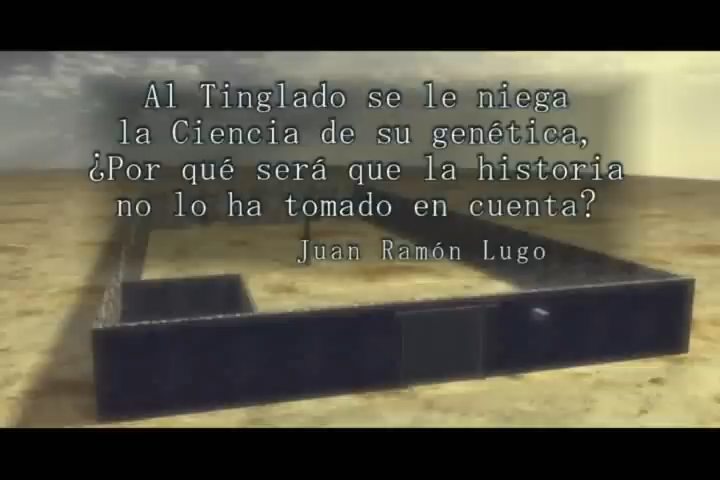 Al Tinglado se le niega
la Ciencia de su genética,
¿Por qué será que la historia
no lo ha tomado en cuenta?
Juan Ramón Lugo